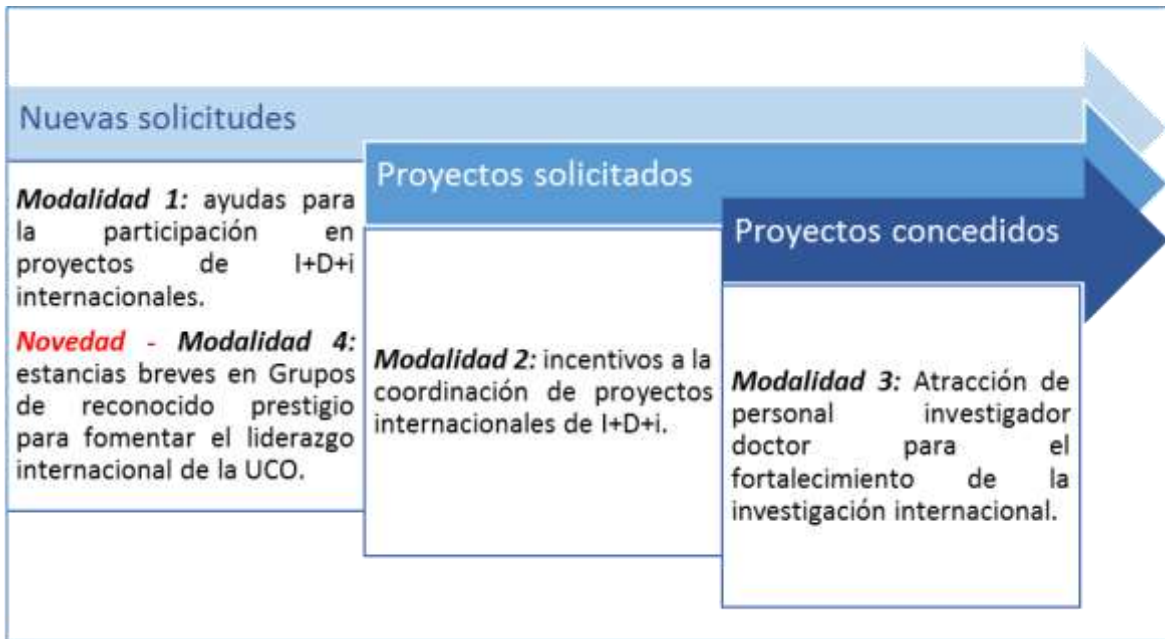 Nuevas solicitudes
Modalidad 1: ayudas para
la participación en
proyectos de I+D+i
internacionales.
Novedad - Modalidad 4:
estancias breves en Grupos
de reconocido prestigio
para fomentar el liderazgo
internacional de la UCO.
Proyectos solicitados
Modalidad 2: incentivos a la
coordinación de proyectos
internacionales de I+D+i.
Proyectos concedidos
Modalidad 3: Atracción de
personal investigador
doctor para el
fortalecimiento de la
investigación internacional.